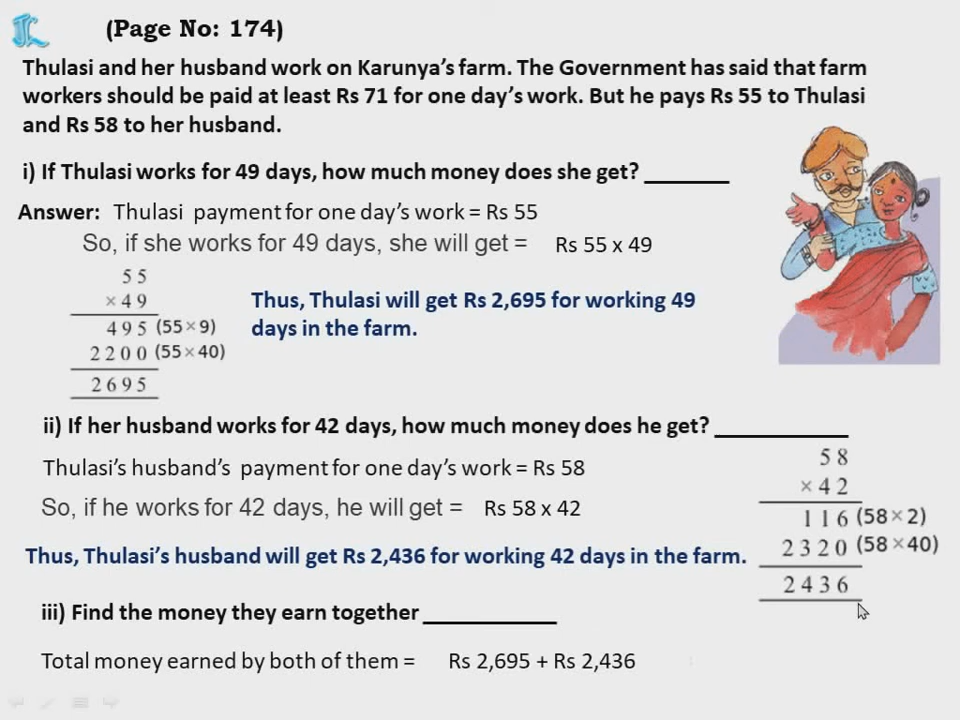 (Page No: 174)
Thulasi and her husband work on Karunya's farm. The Government has said that farm
workers should be paid at least Rs 71 for one day's work. But he pays Rs 55 to Thulasi
and Rs 58 to her husband.
i) If Thulasi works for 49 days, how much money does she get? ________
Answer: Thulasi payment for one day's work = Rs 55
So, if she works for 49 days, she will get = Rs 55 x 49
55
× 49
495 (55 × 9)
2200 (55 × 40)
2695
Thus, Thulasi will get Rs 2,695 for working 49
days in the farm.
ii) If her husband works for 42 days, how much money does he get? ____________
Thulasi's husband's payment for one day's work = Rs 58
So, if he works for 42 days, he will get = Rs 58 x 42
Thus, Thulasi's husband will get Rs 2,436 for working 42 days in the farm.
58
× 42
116 (58 × 2)
2320 (58 × 40)
2436
iii) Find the money they earn together ____________
Total money earned by both of them = Rs 2,695 + Rs 2,436